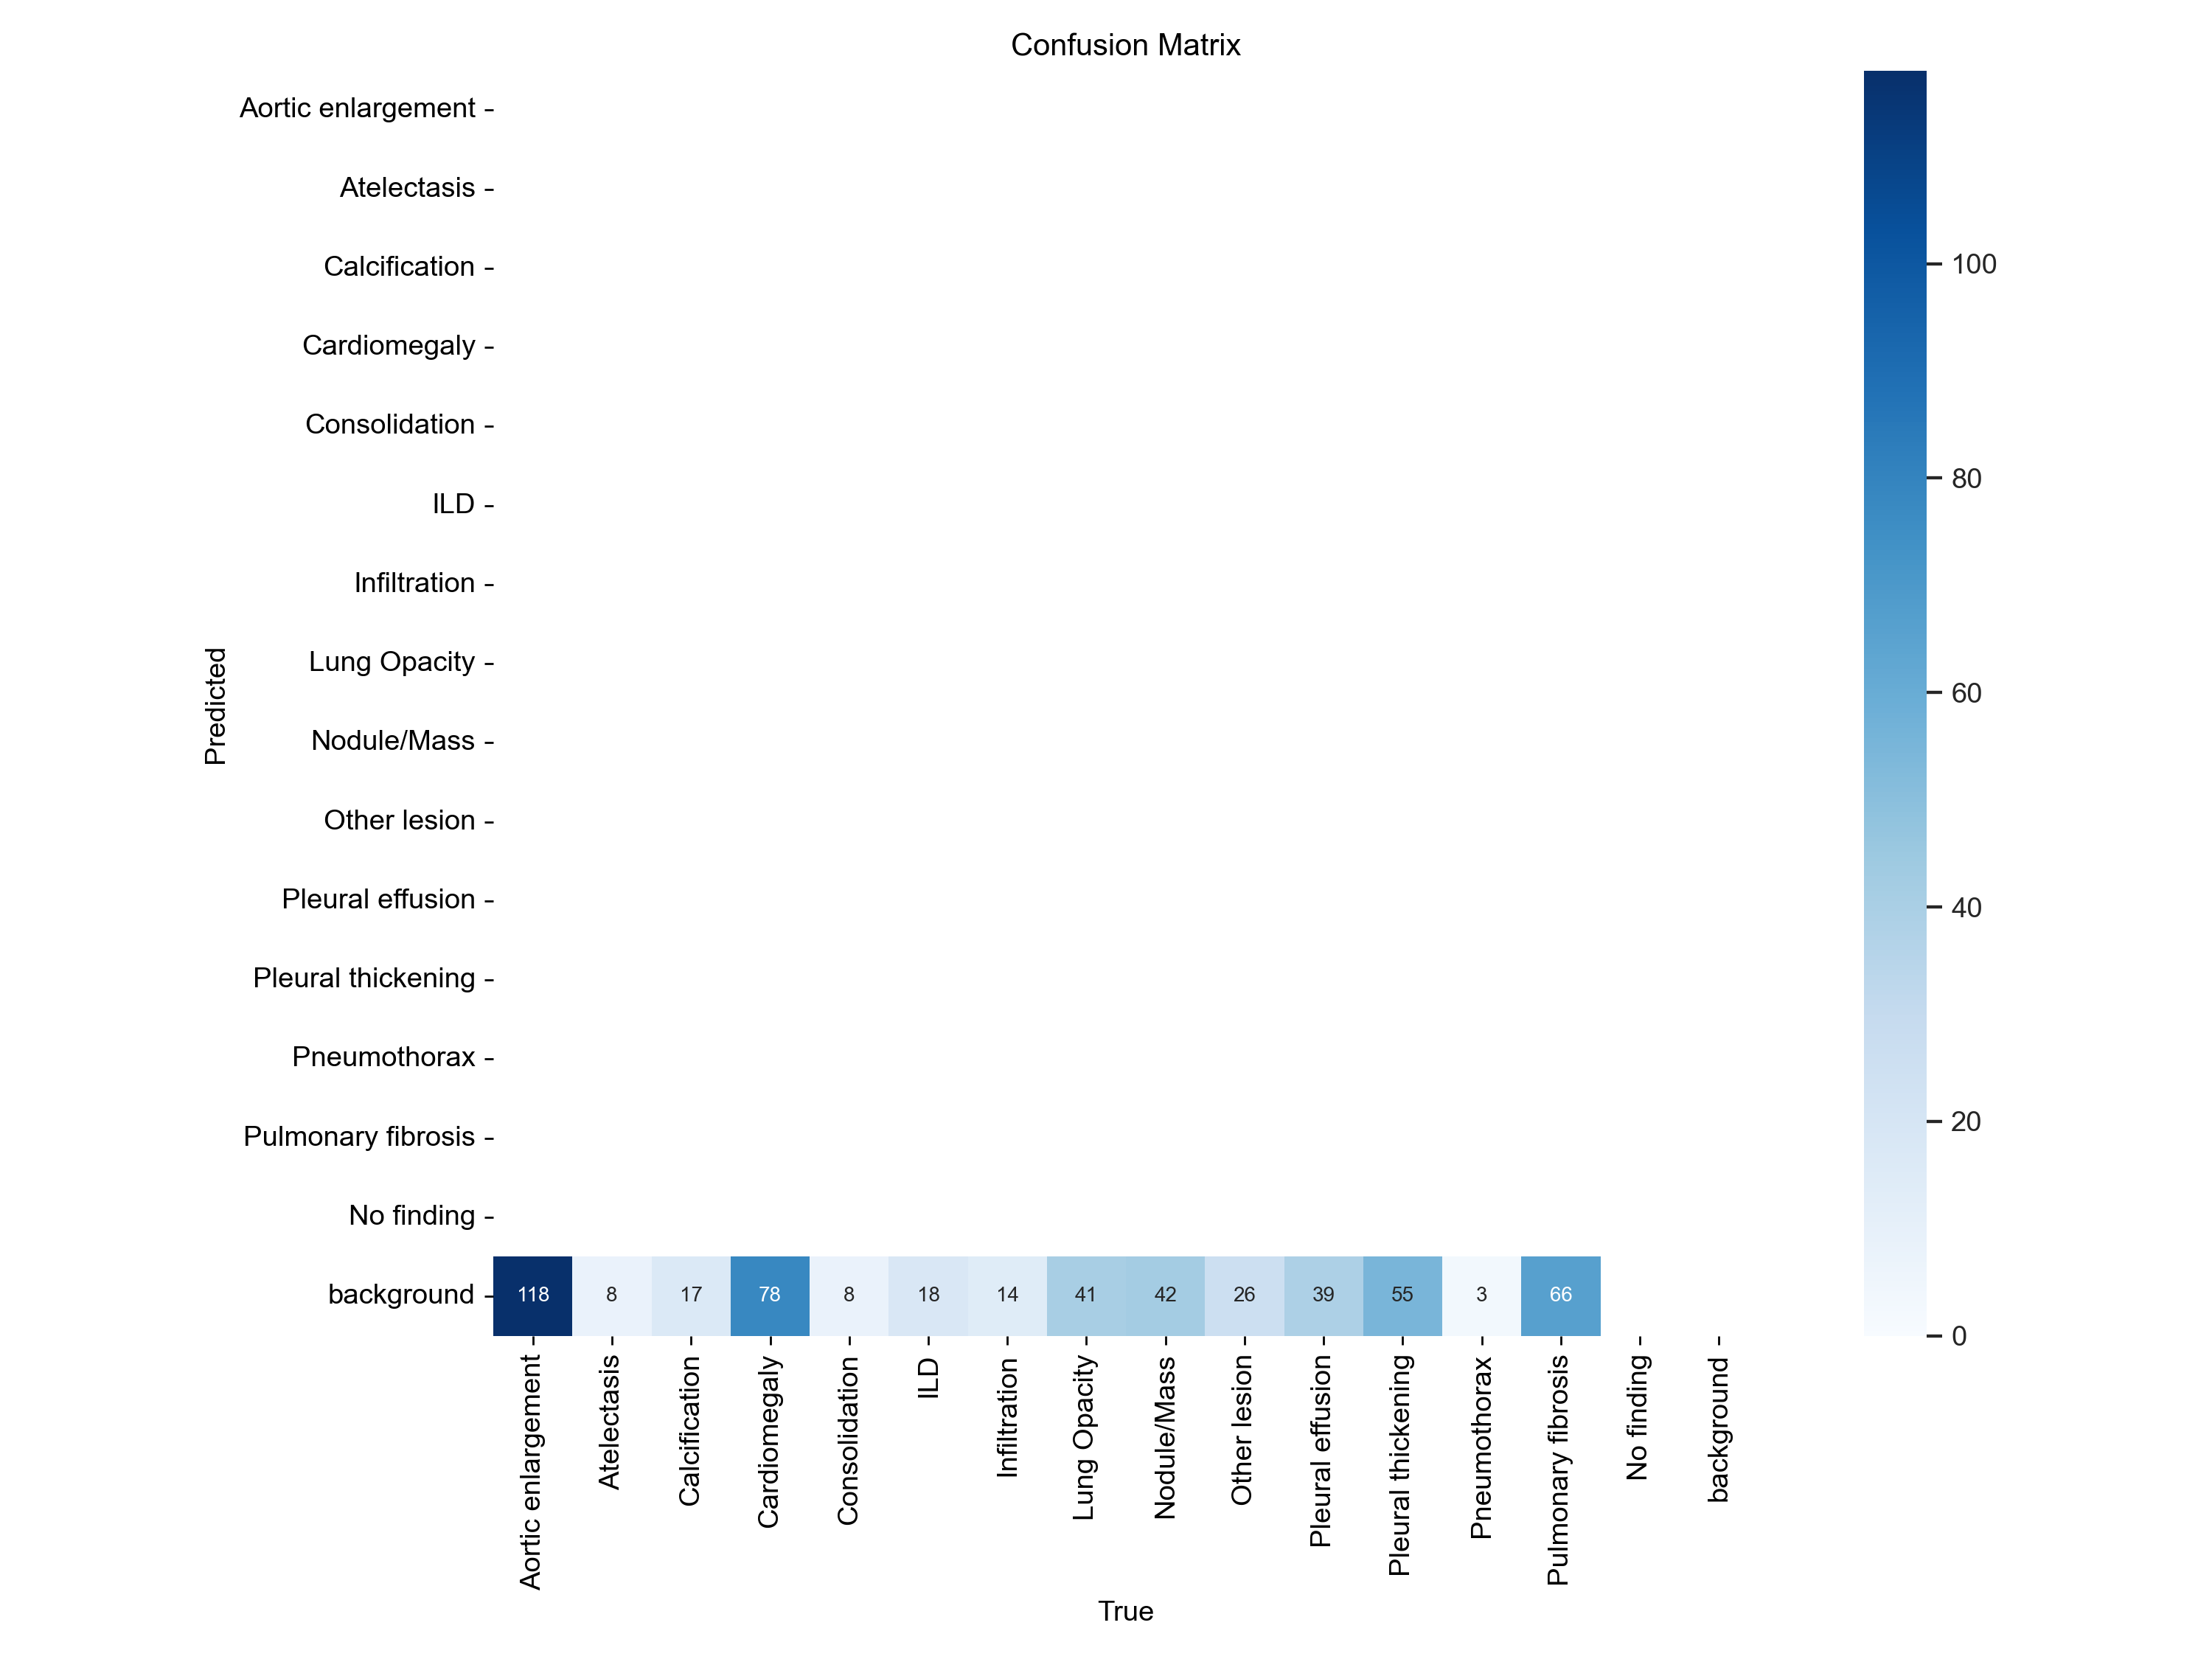 Confusion Matrix
Aortic enlargement
Atelectasis
Calcification
Cardiomegaly
Consolidation
ILD
Infiltration
Lung Opacity
Nodule/Mass
Other lesion
Pleural effusion
Pleural thickening
Pneumothorax
Pulmonary fibrosis
No finding
background
Predicted
118 8 17 78 8 18 14 41 42 26 39 55 3 66
Aortic enlargement
Atelectasis
Calcification
Cardiomegaly
Consolidation
ILD
Infiltration
Lung Opacity
Nodule/Mass
Other lesion
Pleural effusion
Pleural thickening
Pneumothorax
Pulmonary fibrosis
No finding
background
True
100
80
60
40
20
0